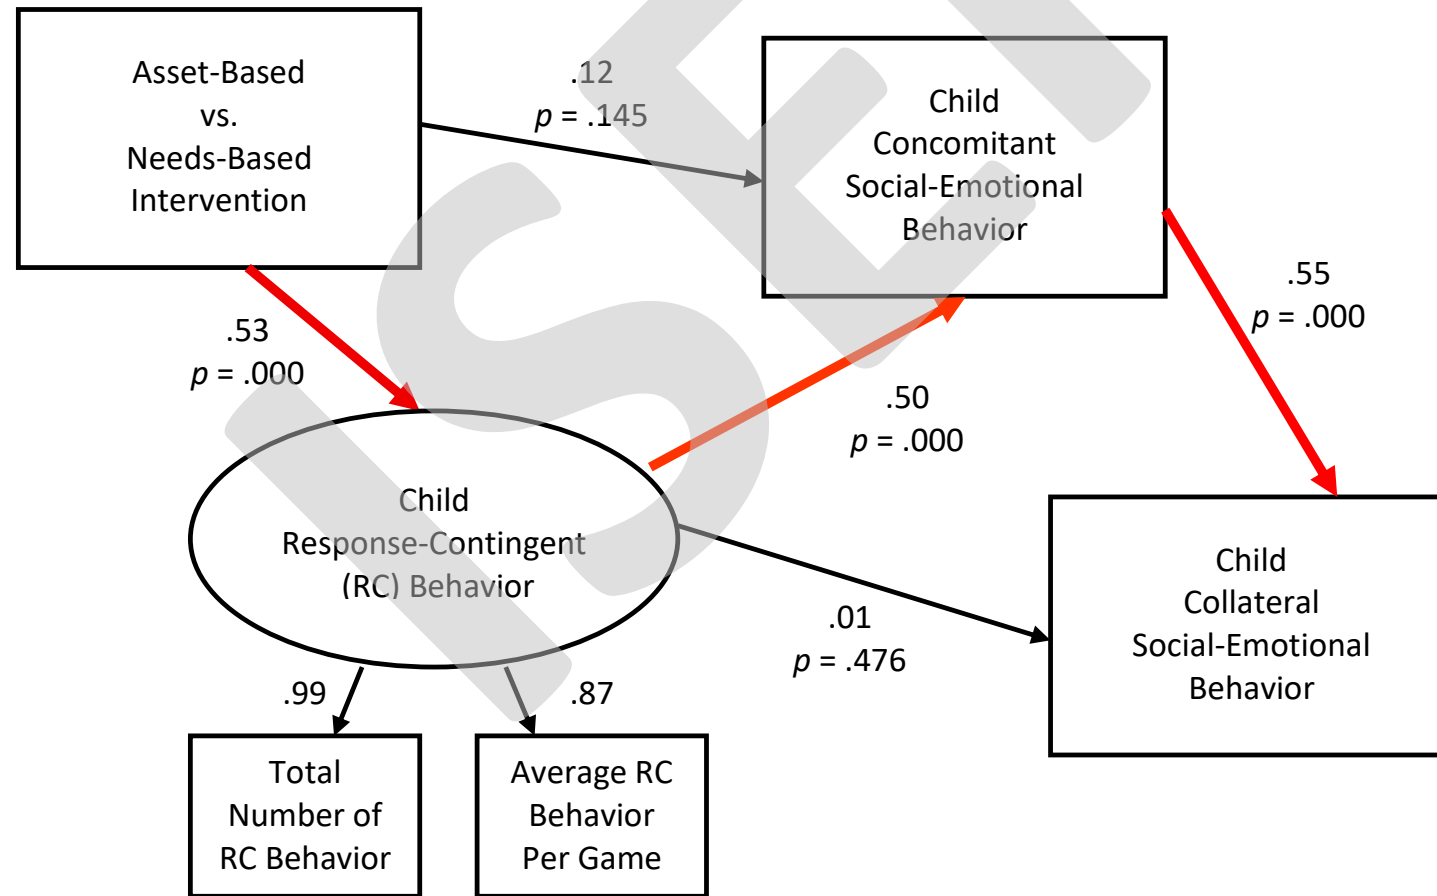 Asset-Based
vs.
Needs-Based
Intervention
.12
p = .145
Child
Concomitant
Social-Emotional
Behavior
.53
p = .000
.55
p = .000
.50
p = .000
Child
Response-Contingent
(RC) Behavior
.01
p = .476
Child
Collateral
Social-Emotional
Behavior
.99
.87
Total
Number of
RC Behavior
Average RC
Behavior
Per Game